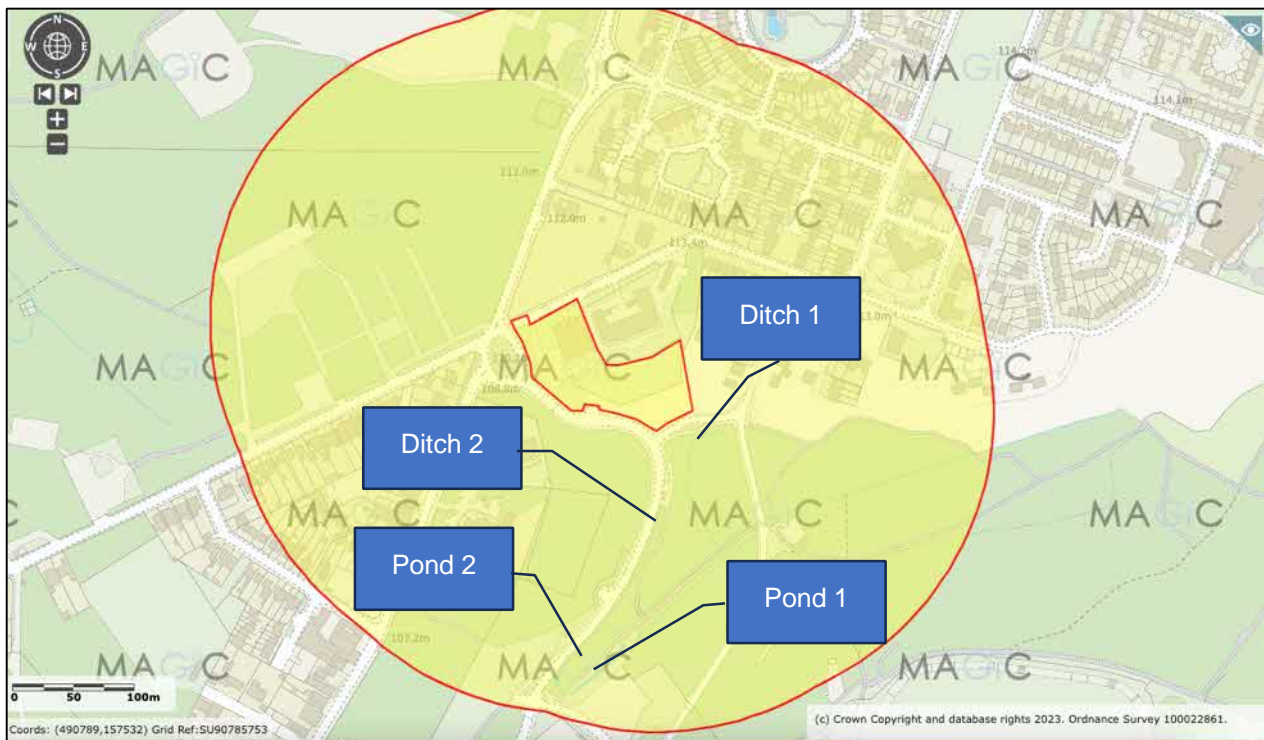 N
W
E
S
MAGiC MAGiC MAGiC
114.2m
114.1m
112.0m
MAGiC MAGiC MAGiC
112.0m
113.4m
Ditch 1
MAGiC MAGiC MAGiC
Ditch 2
MAGiC MAGiC MAGiC
Pond 2
Pond 1
107.2m
MAGiC MAGiC MAGiC
0 50 100m
Coords: (490789,157532) Grid Ref:SU90785753
(c) Crown Copyright and database rights 2023. Ordnance Survey 100022861.